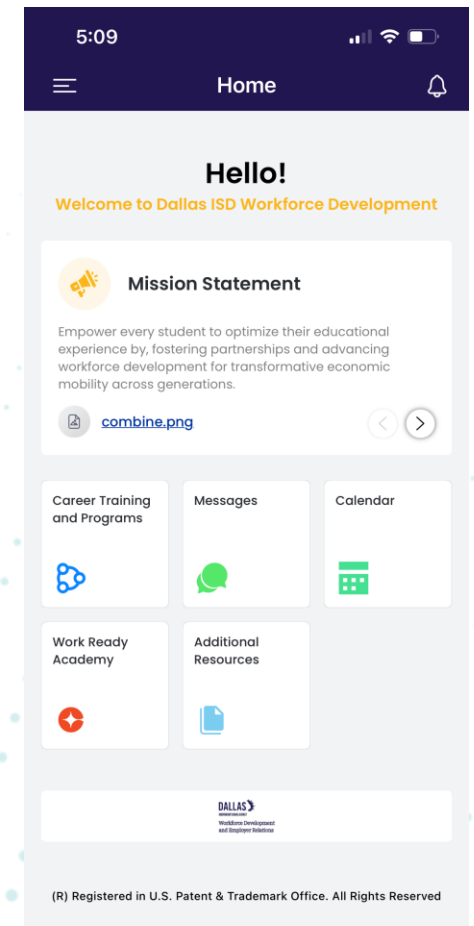 5:09
Home
Hello!
Welcome to Dallas ISD Workforce Development
Mission Statement
Empower every student to optimize their educational
experience by, fostering partnerships and advancing
workforce development for transformative economic
mobility across generations.
combine.png
Career Training
and Programs
Messages
Calendar
Work Ready
Academy
Additional
Resources
DALLAS
Workforce Development
and Employer Relations
(R) Registered in U.S. Patent & Trademark Office. All Rights Reserved